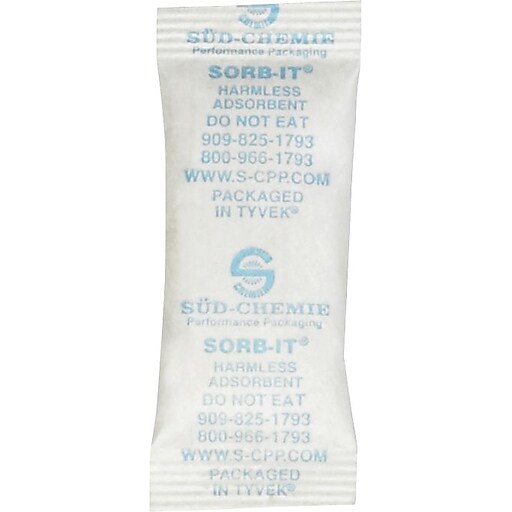 SÜD-CHEMIE
Performance Packaging
SORB-IT®
HARMLESS
ADSORBENT
DO NOT EAT
909-825-1793
800-966-1793
WWW.S-CPP.COM
PACKAGED
IN TYVEK®
SÜD-CHEMIE
Performance Packaging
SORB-IT®
HARMLESS
ADSORBENT
DO NOT EAT
909-825-1793
800-966-1793
WWW.S-CPP.COM
PACKAGED
IN TYVEK®